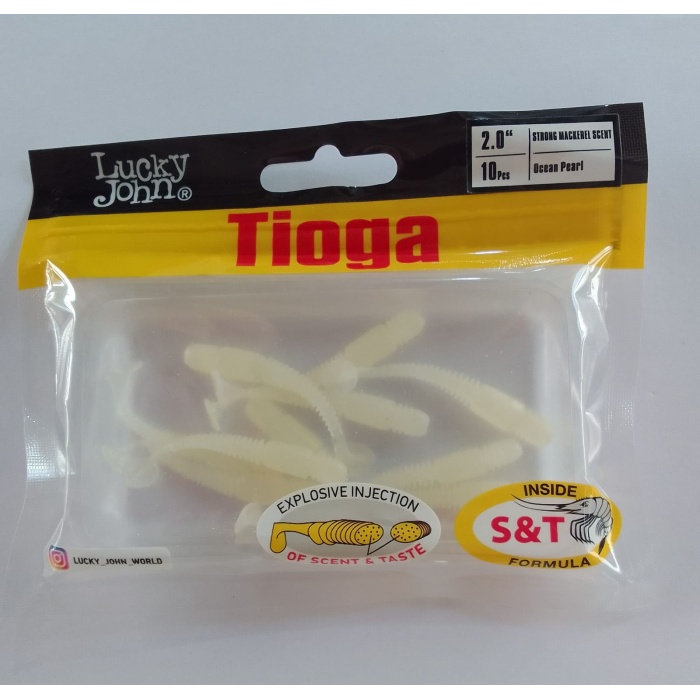 Lucky
John®
2.0“
10Pcs
STRONG MACKEREL SCENT
Ocean Pearl
Tioga
EXPLOSIVE INJECTION
OF SCENT & TASTE
INSIDE
S&T
FORMULA
LUCKY_JOHN_WORLD